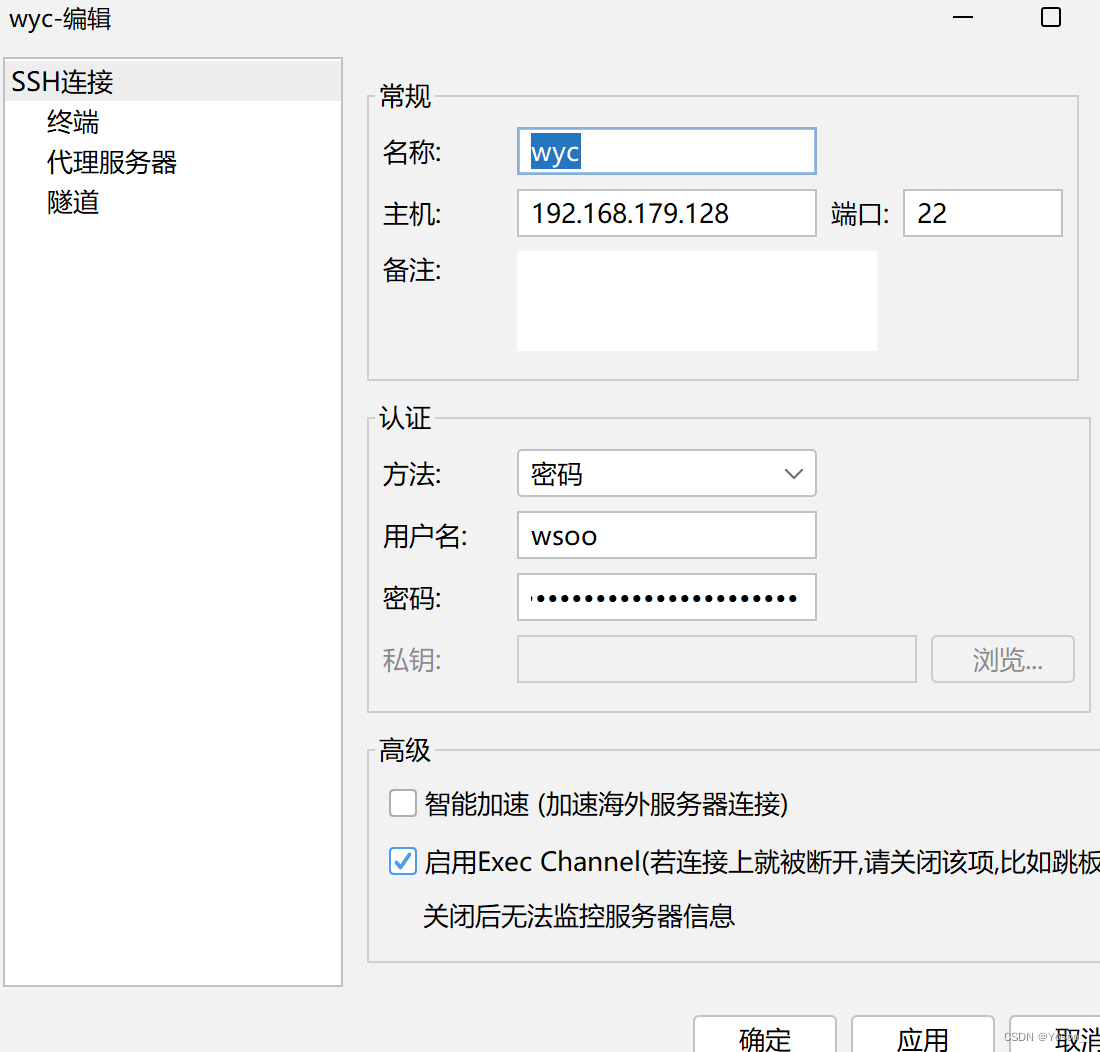 wyc-编辑
SSH连接
终端
代理服务器
隧道
常规
名称: wyc
主机: 192.168.179.128 端口: 22
备注:
认证
方法: 密码
用户名: wsoo
密码: ••••••••••••••••••••••
私钥: 浏览...
高级
智能加速 (加速海外服务器连接)
启用Exec Channel(若连接上就被断开,请关闭该项,比如跳板
关闭后无法监控服务器信息
确定 应用 取消
CSDN